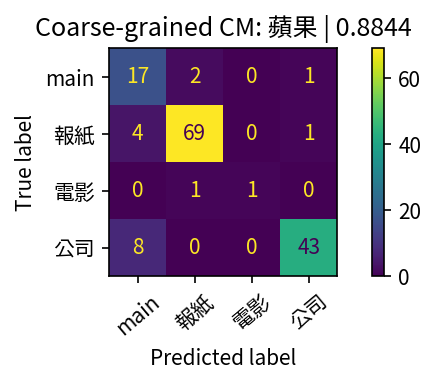 Coarse-grained CM: 蘋果 | 0.8844
main 17 2 0 1
報紙 4 69 0 1
電影 0 1 1 0
公司 8 0 0 43
main 報紙 電影 公司
True label
Predicted label
60
40
20
0